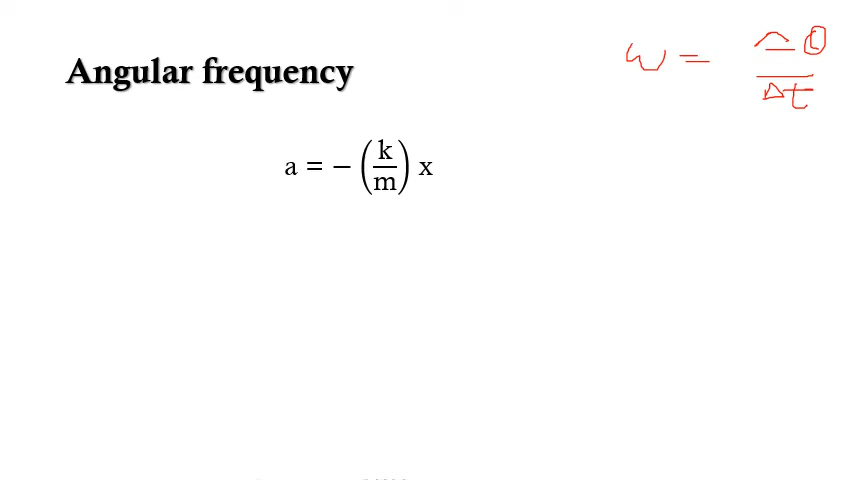 Angular frequency
ω = Δθ/Δt
a = −(k/m) x